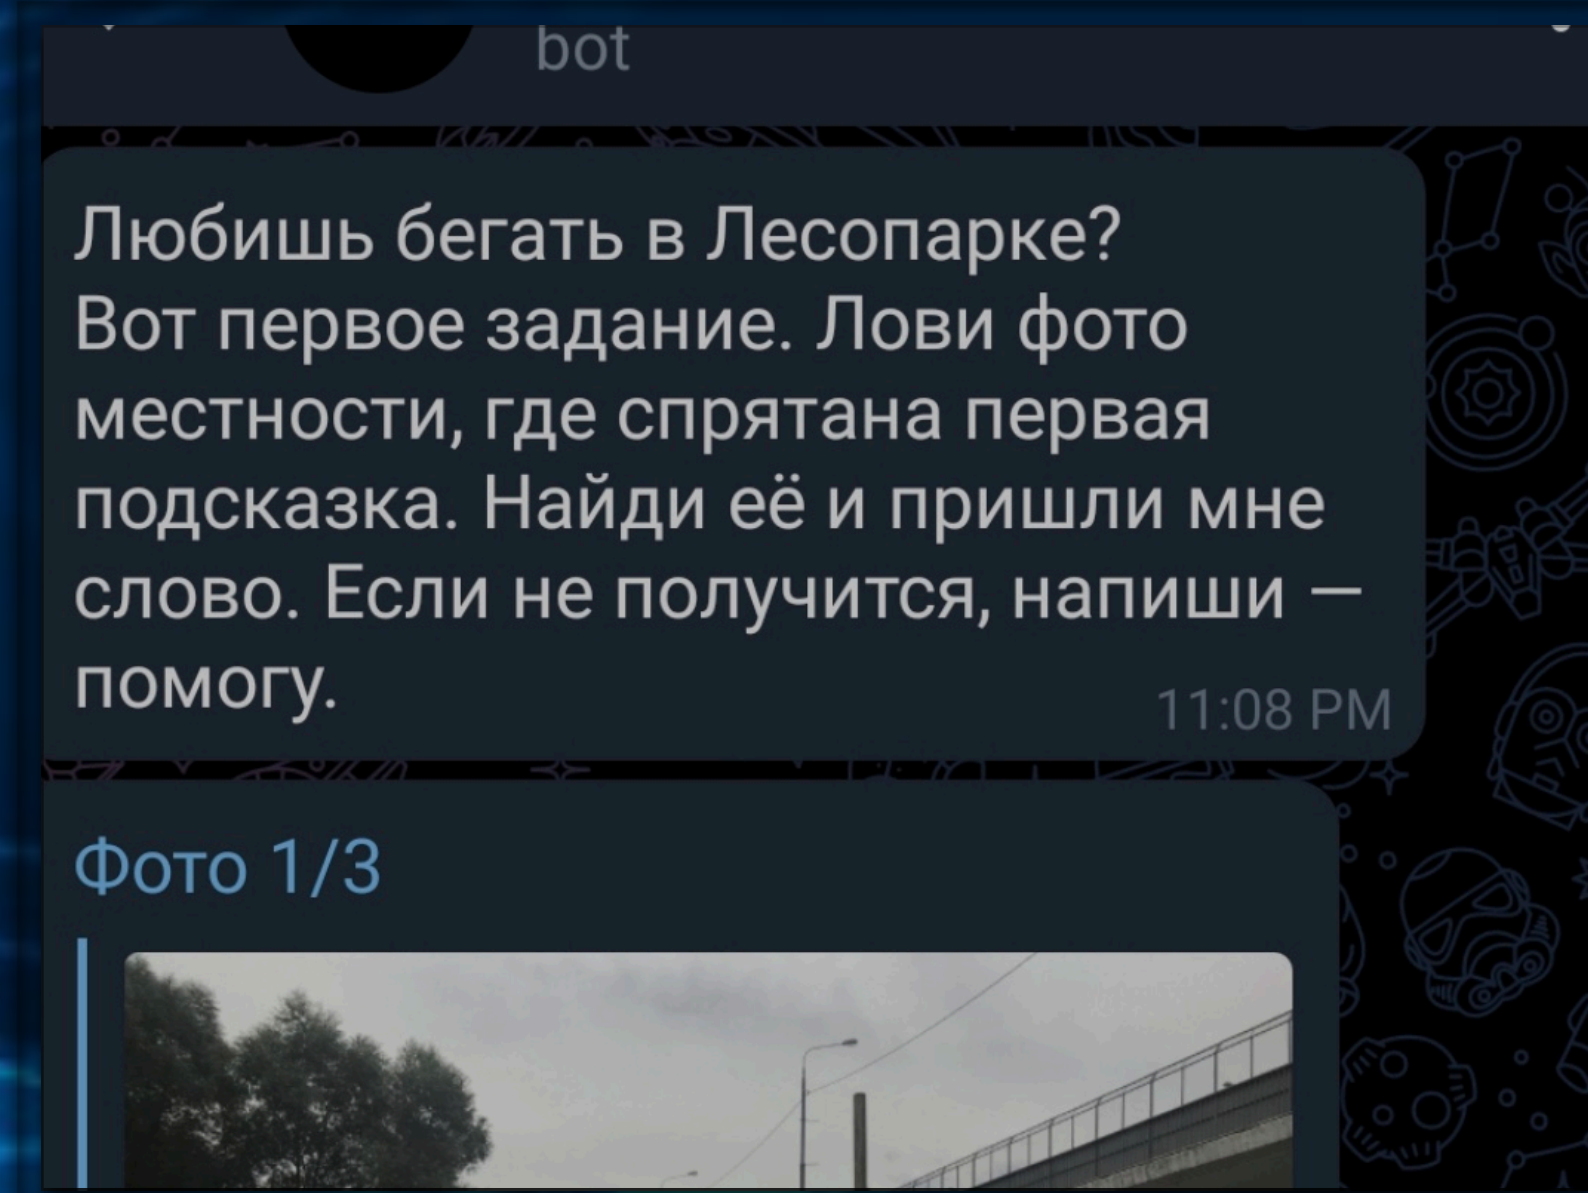 bot
Любишь бегать в Лесопарке?
Вот первое задание. Лови фото
местности, где спрятана первая
подсказка. Найди её и пришли мне
слово. Если не получится, напиши —
помогу.
11:08 PM
Фото 1/3